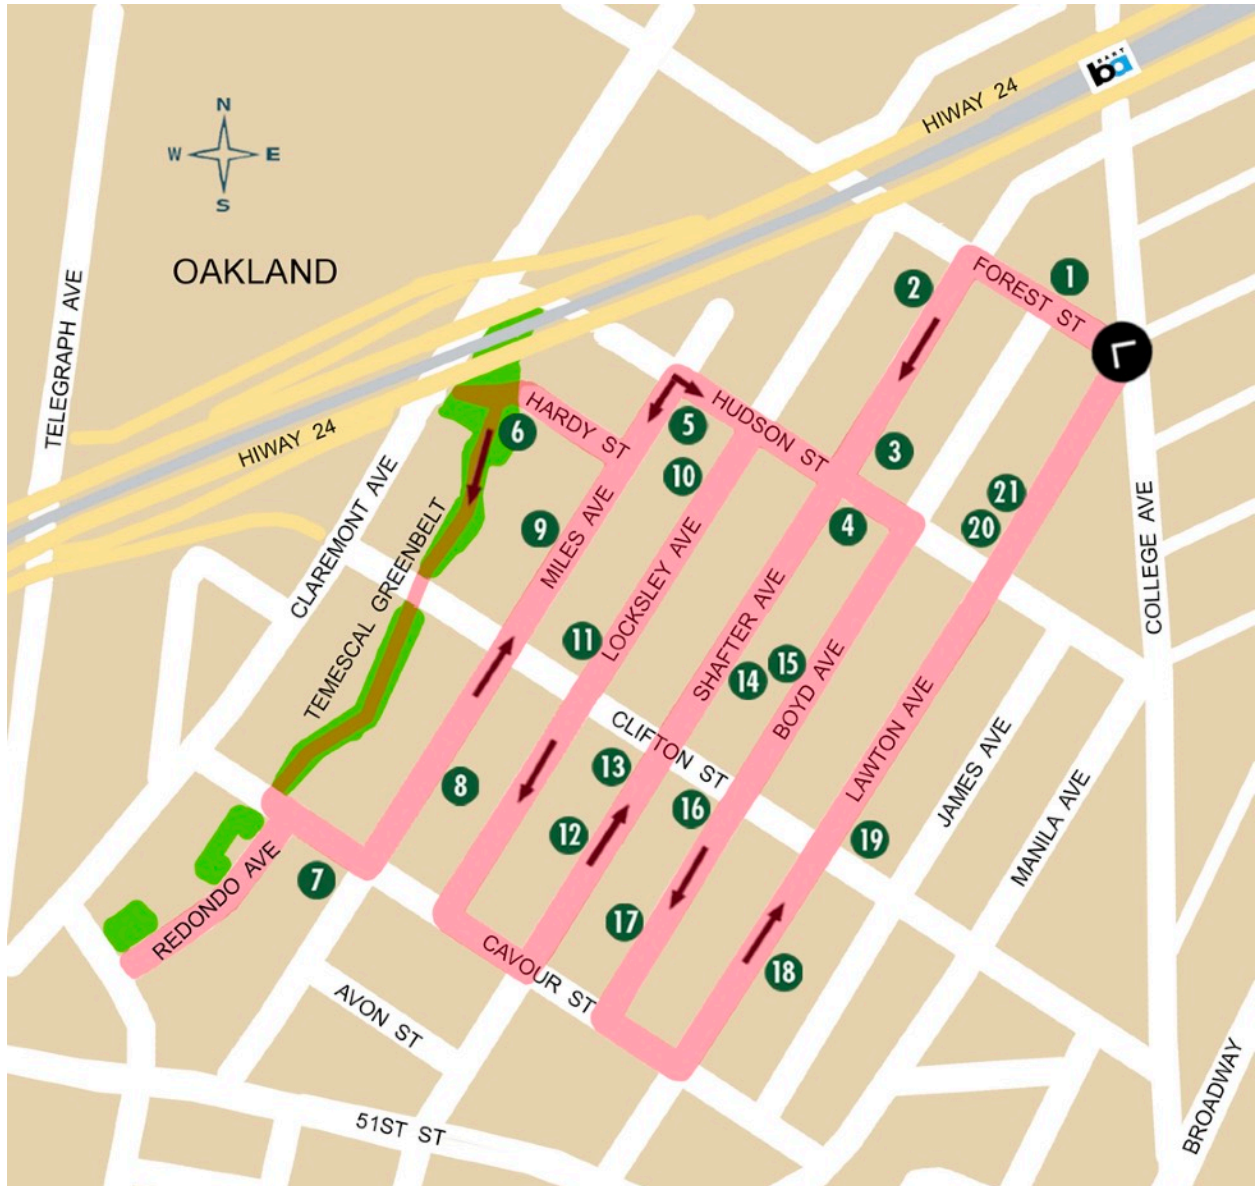 BART
ba
HIWAY 24
N
W E
S
OAKLAND
FOREST ST
1
2
TELEGRAPH AVE
HIWAY 24
HARDY ST
HUDSON ST
5
6
3
10
21
20
4
9
CLAREMONT AVE
TEMESCAL GREENBELT
MILES AVE
LOCKSLEY AVE
COLLEGE AVE
11
SHAFTER AVE
14
15
BOYD AVE
CLIFTON ST
LAWTON AVE
JAMES AVE
MANILA AVE
8
13
12
16
19
7
REDONDO AVE
17
18
CAVOUR ST
AVON ST
51ST ST
BROADWAY